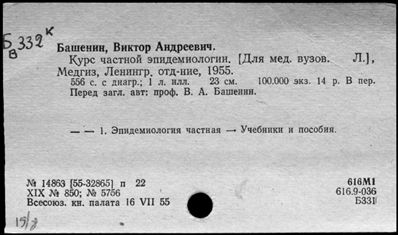 Б 332 к
В
Башенин, Виктор Андреевич.
Курс частной эпидемиологии. [Для мед. вузов. Л.],
Медгиз, Ленингр. отд-ние, 1955.
556 с. с диагр.; 1 л. илл. 23 см. 100.000 экз. 14 р. В пер.
Перед загл. авт: проф. В. А. Башенин.
— — 1. Эпидемиология частная — Учебники и пособия.
№ 14863 [55-32865] п 22
XIX № 850; № 5756
Всесоюз. кн. палата 16 VII 55
616М1
616.9-036
Б331